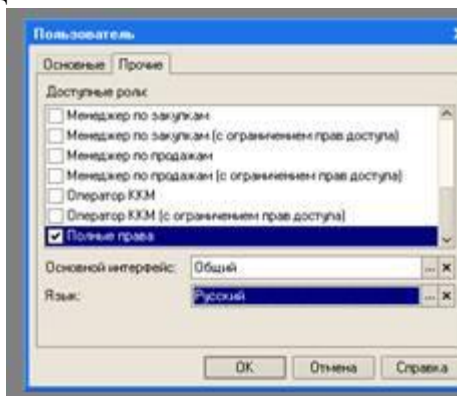 Пользователь
Основные Прочие
Доступные роли:
Менеджер по закупкам
Менеджер по закупкам (с ограничением прав доступа)
Менеджер по продажам
Менеджер по продажам (с ограничением прав доступа)
Оператор ККМ
Оператор ККМ (с ограничением прав доступа)
Полные права
Основной интерфейс: Общий ... ×
Язык: Русский ... ×
OK Отмена Справка